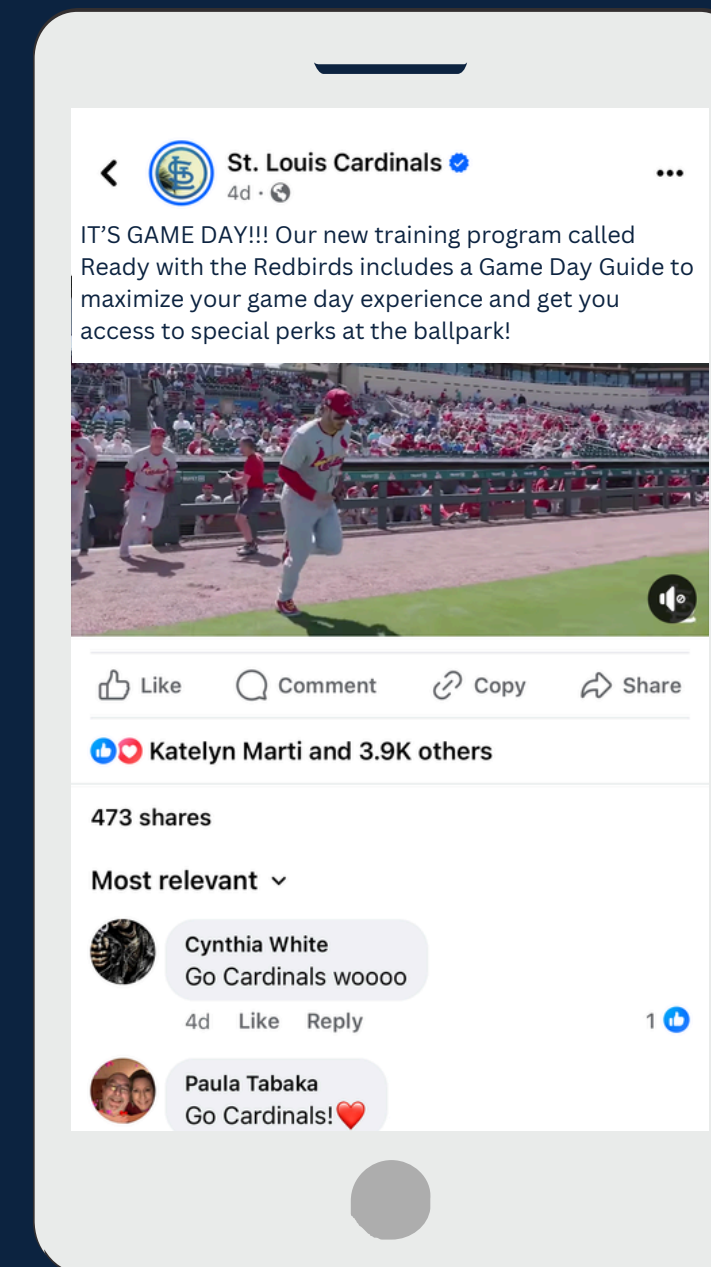 St. Louis Cardinals
4d ·
IT’S GAME DAY!!! Our new training program called
Ready with the Redbirds includes a Game Day Guide to
maximize your game day experience and get you
access to special perks at the ballpark!
HOOVER
Like
Comment
Copy
Share
Katelyn Marti and 3.9K others
473 shares
Most relevant
Cynthia White
Go Cardinals woooo
4d Like Reply
1
Paula Tabaka
Go Cardinals!❤️